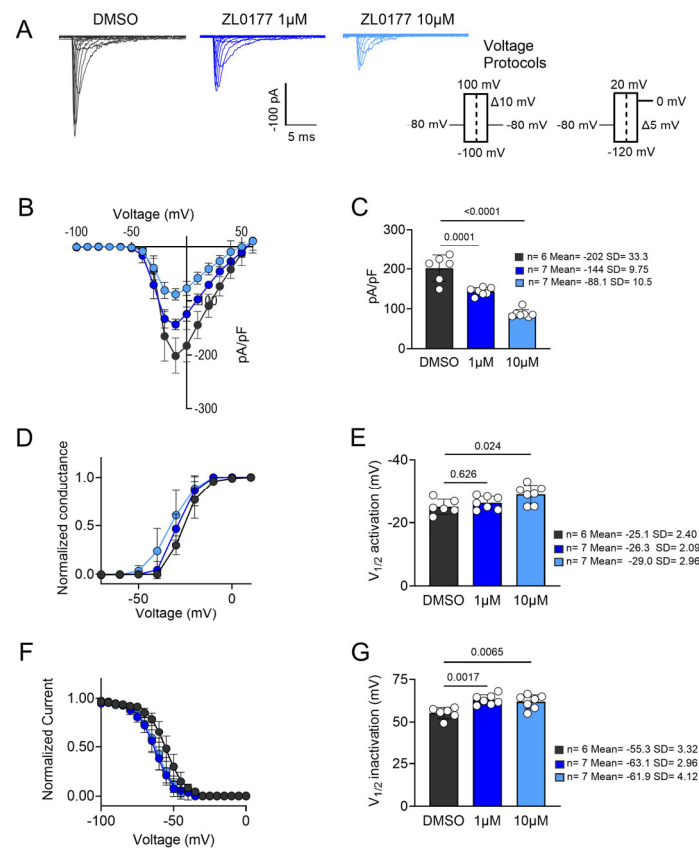 A
DMSO
ZL0177 1µM
ZL0177 10µM
-100 pA
5 ms
Voltage
Protocols
100 mV
Δ10 mV
-80 mV
-80 mV
-100 mV
20 mV
0 mV
-80 mV
Δ5 mV
-120 mV
B
Voltage (mV)
-100
-50
50
-100
-200
-300
pA/pF
C
<0.0001
0.0001
300
200
100
0
pA/pF
DMSO
1µM
10µM
n= 6 Mean= -202 SD= 33.3
n= 7 Mean= -144 SD= 9.75
n= 7 Mean= -88.1 SD= 10.5
D
Normalized conductance
1.0
0.5
0.0
-50
0
Voltage (mV)
E
0.024
0.626
-40
-20
0
V1/2 activation (mV)
DMSO
1µM
10µM
n= 6 Mean= -25.1 SD= 2.40
n= 7 Mean= -26.3 SD= 2.09
n= 7 Mean= -29.0 SD= 2.96
F
Normalized Current
1.00
0.50
0.00
-100
-50
0
Voltage (mV)
G
0.0065
0.0017
75
50
25
0
V1/2 inactivation (mV)
DMSO
1µM
10µM
n= 6 Mean= -55.3 SD= 3.32
n= 7 Mean= -63.1 SD= 2.96
n= 7 Mean= -61.9 SD= 4.12